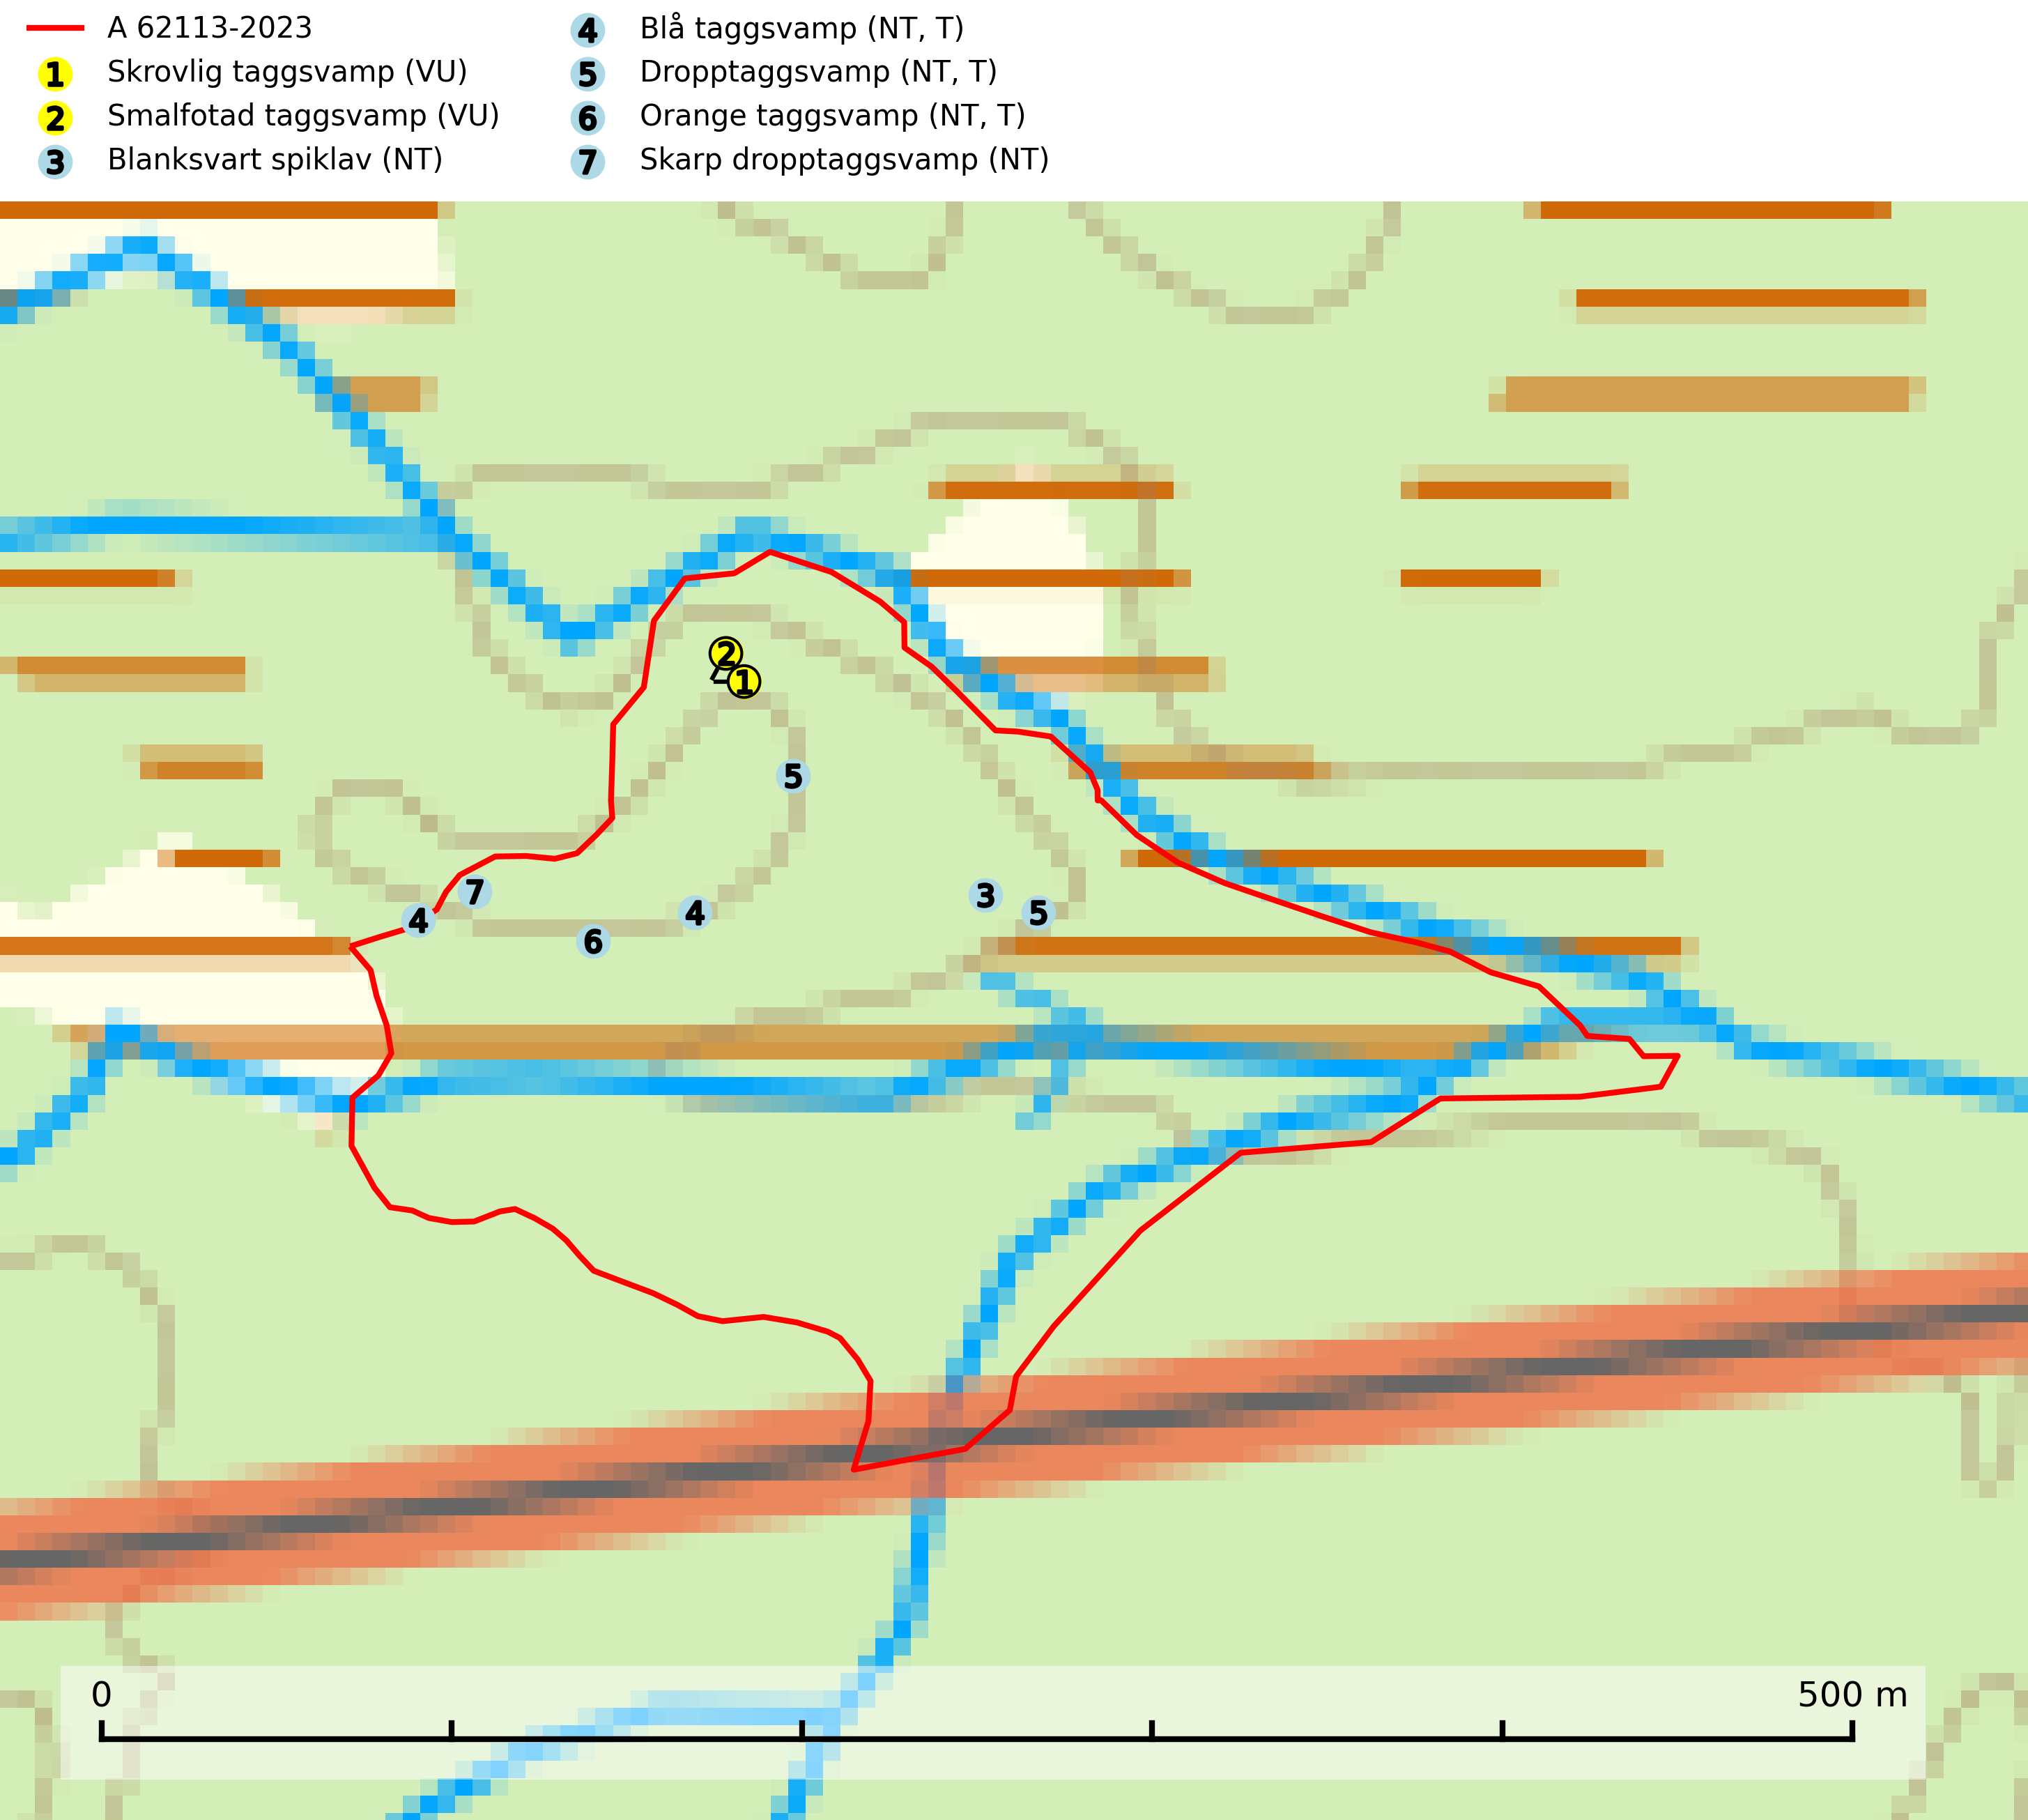 A 62113-2023
1 Skrovlig taggsvamp (VU)
2 Smalfotad taggsvamp (VU)
3 Blanksvart spiklav (NT)
4 Blå taggsvamp (NT, T)
5 Dropptaggsvamp (NT, T)
6 Orange taggsvamp (NT, T)
7 Skarp dropptaggsvamp (NT)
2
1
5
7
3
4
4
5
6
0
500 m